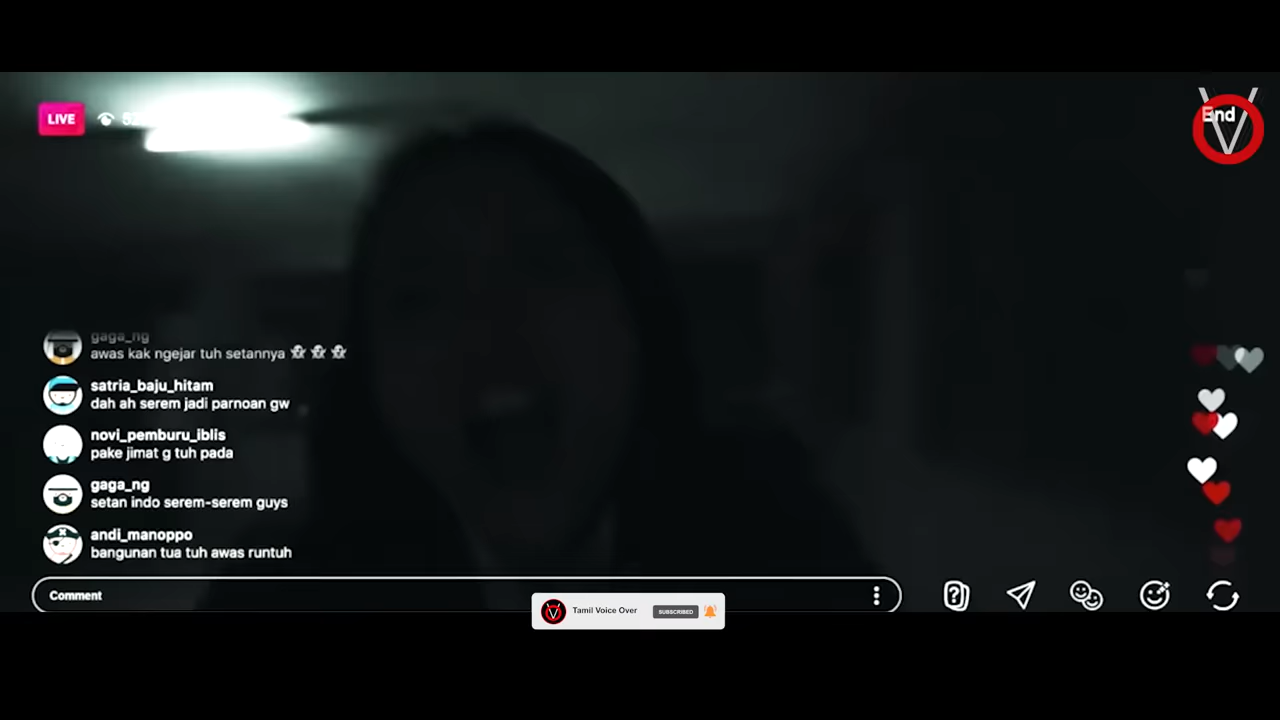 LIVE
End
gaga_ng
awas kak ngejar tuh setannya
satria_baju_hitam
dah ah serem jadi parnoan gw
novi_pemburu_iblis
pake jimat g tuh pada
gaga_ng
setan indo serem-serem guys
andi_manoppo
bangunan tua tuh awas runtuh
Comment
Tamil Voice Over
SUBSCRIBED